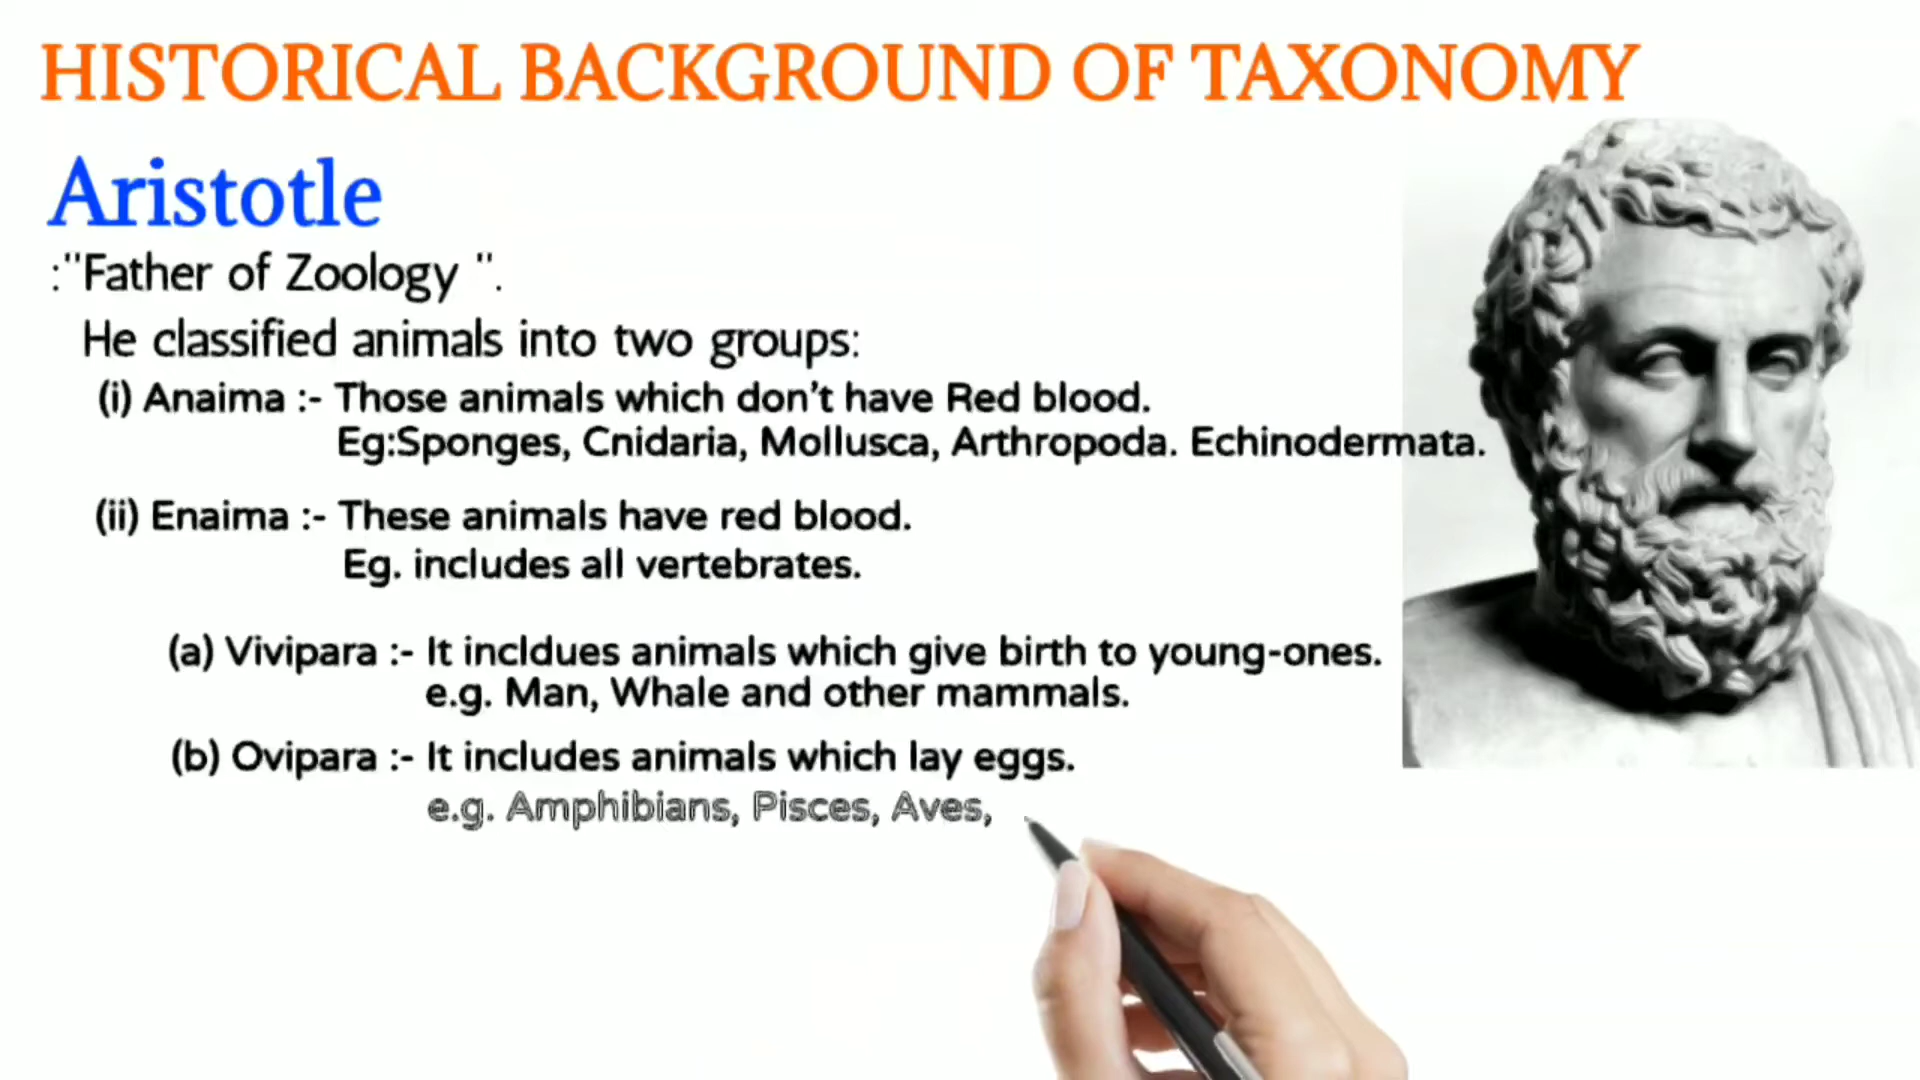 HISTORICAL BACKGROUND OF TAXONOMY
Aristotle
:"Father of Zoology ".
He classified animals into two groups:
(i) Anaima :- Those animals which don't have Red blood.
Eg:Sponges, Cnidaria, Mollusca, Arthropoda. Echinodermata.
(ii) Enaima :- These animals have red blood.
Eg. includes all vertebrates.
(a) Vivipara :- It incldues animals which give birth to young-ones.
e.g. Man, Whale and other mammals.
(b) Ovipara :- It includes animals which lay eggs.
e.g. Amphibians, Pisces, Aves,